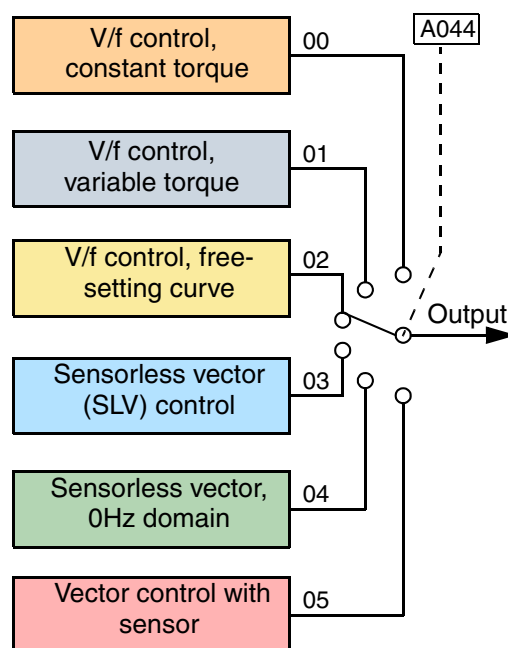 V/f control,
constant torque
00
A044
V/f control,
variable torque
01
V/f control, free-
setting curve
02
Output
Sensorless vector
(SLV) control
03
Sensorless vector,
0Hz domain
04
Vector control with
sensor
05